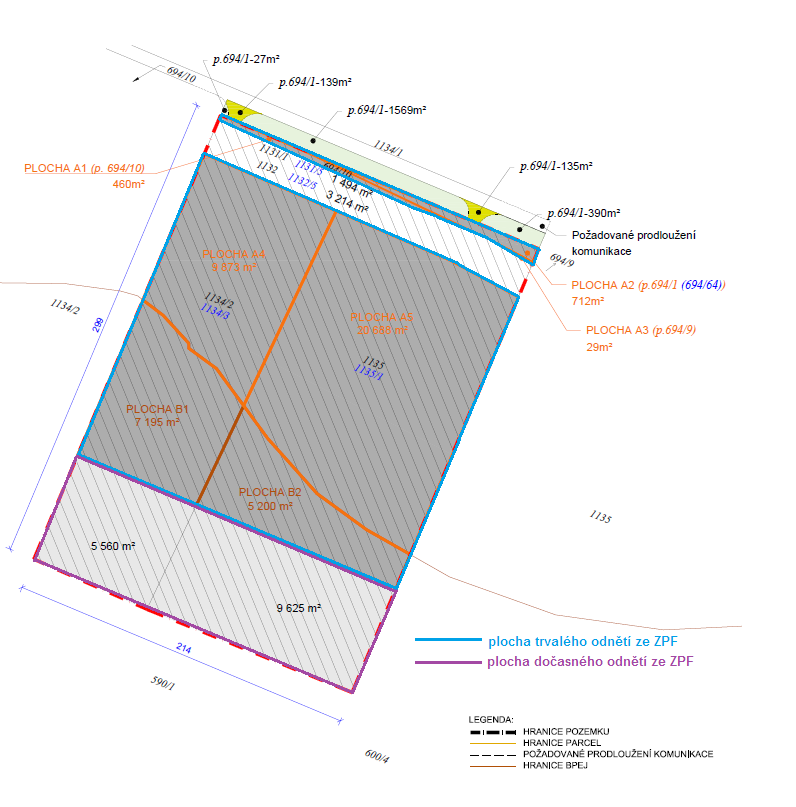 p.694/1-27m²
694/10
p.694/1-139m²
p.694/1-1569m²
1134/1
p.694/1-135m²
p.694/1-390m²
Požadované prodloužení
komunikace
694/9
PLOCHA A1 (p. 694/10)
460m²
1131/1
1131/5
694/10
1 494 m²
1132
1132/5
3 214 m²
PLOCHA A2 (p.694/1 (694/64))
712m²
PLOCHA A3 (p.694/9)
29m²
PLOCHA A4
9 873 m²
1134/2
1134/3
PLOCHA A5
20 688 m²
1135
1135/1
1134/2
299
PLOCHA B1
7 195 m²
PLOCHA B2
5 200 m²
1135
5 560 m²
9 625 m²
214
590/1
600/4
plocha trvalého odnětí ze ZPF
plocha dočasného odnětí ze ZPF
LEGENDA:
HRANICE POZEMKU
HRANICE PARCEL
POŽADOVANÉ PRODLOUŽENÍ KOMUNIKACE
HRANICE BPEJ